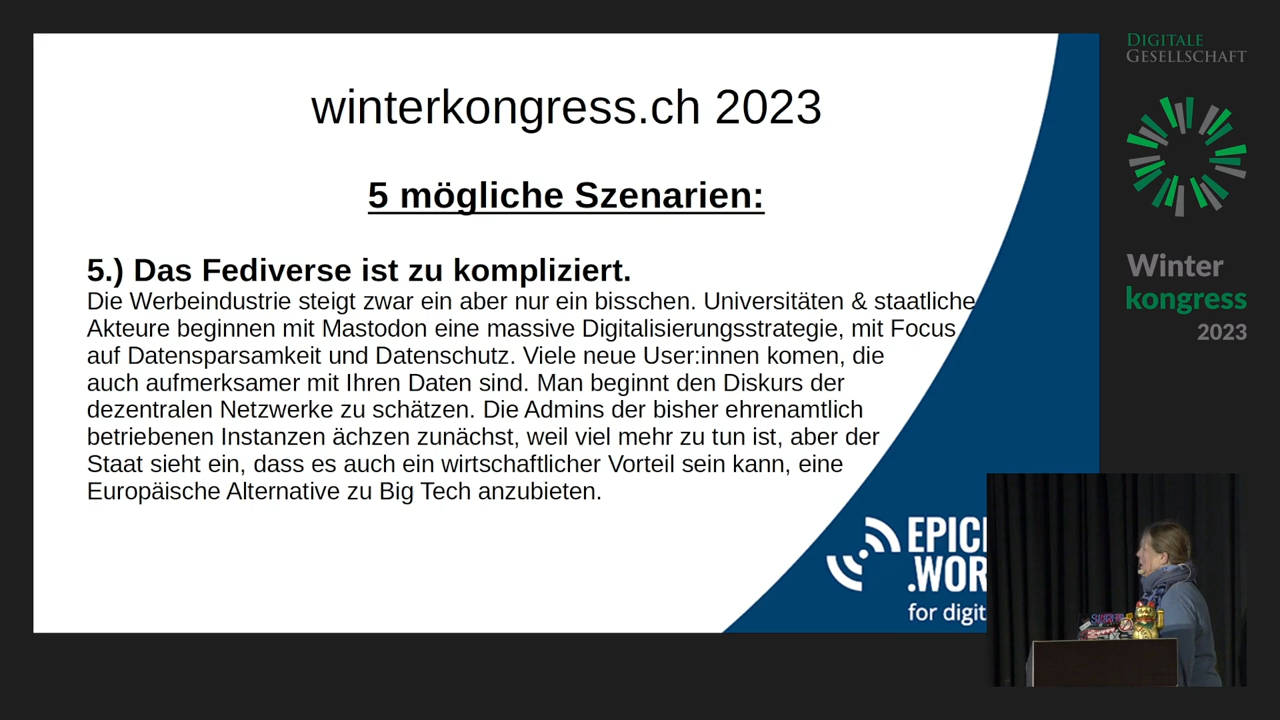 winterkongress.ch 2023
5 mögliche Szenarien:
5.) Das Fediverse ist zu kompliziert.
Die Werbeindustrie steigt zwar ein aber nur ein bisschen. Universitäten & staatliche
Akteure beginnen mit Mastodon eine massive Digitalisierungsstrategie, mit Focus
auf Datensparsamkeit und Datenschutz. Viele neue User:innen komen, die
auch aufmerksamer mit Ihren Daten sind. Man beginnt den Diskurs der
dezentralen Netzwerke zu schätzen. Die Admins der bisher ehrenamtlich
betriebenen Instanzen ächzen zunächst, weil viel mehr zu tun ist, aber der
Staat sieht ein, dass es auch ein wirtschaftlicher Vorteil sein kann, eine
Europäische Alternative zu Big Tech anzubieten.
EPIC
.WOR
for digit
DIGITALE
GESELLSCHAFT
Winter
kongress
2023